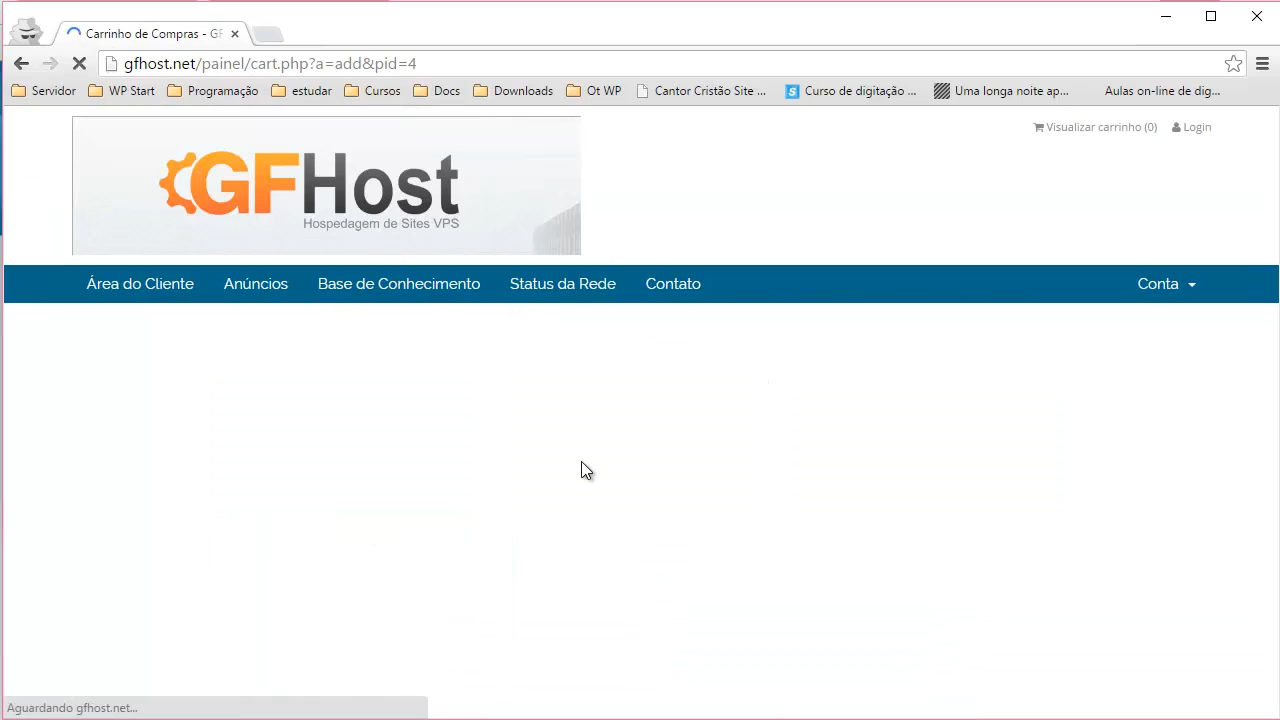 Carrinho de Compras - GF
gfhost.net/painel/cart.php?a=add&pid=4
Servidor WP Start Programação estudar Cursos Docs Downloads Ot WP Cantor Cristão Site ... Curso de digitação ... Uma longa noite ap... Aulas on-line de dig...
Visualizar carrinho (0) Login
GFHost
Hospedagem de Sites VPS
Área do Cliente Anúncios Base de Conhecimento Status da Rede Contato Conta
Aguardando gfhost.net...